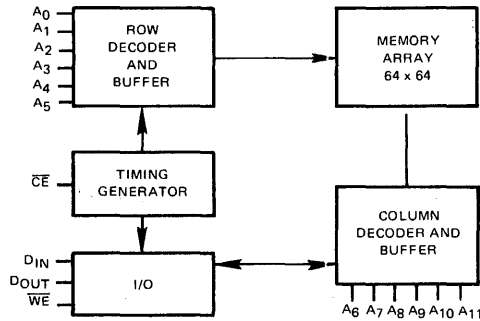 A0
A1
A2
A3
A4
A5
ROW
DECODER
AND
BUFFER
MEMORY
ARRAY
64 x 64
CE
TIMING
GENERATOR
COLUMN
DECODER AND
BUFFER
DIN
DOUT
WE
I/O
A6 A7 A8 A9 A10 A11